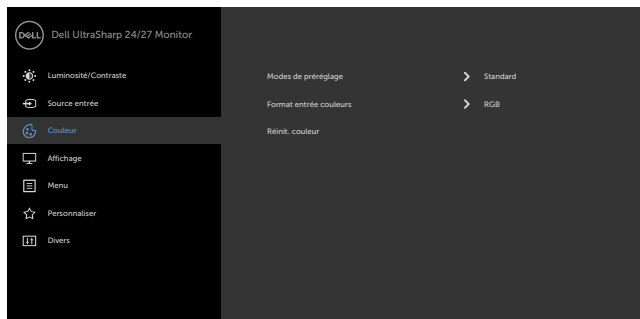 DELL
Dell UltraSharp 24/27 Monitor
Luminosité/Contraste
Modes de préréglage
Standard
Source entrée
Format entrée couleurs
RGB
Couleur
Réinit. couleur
Affichage
Menu
Personnaliser
Divers